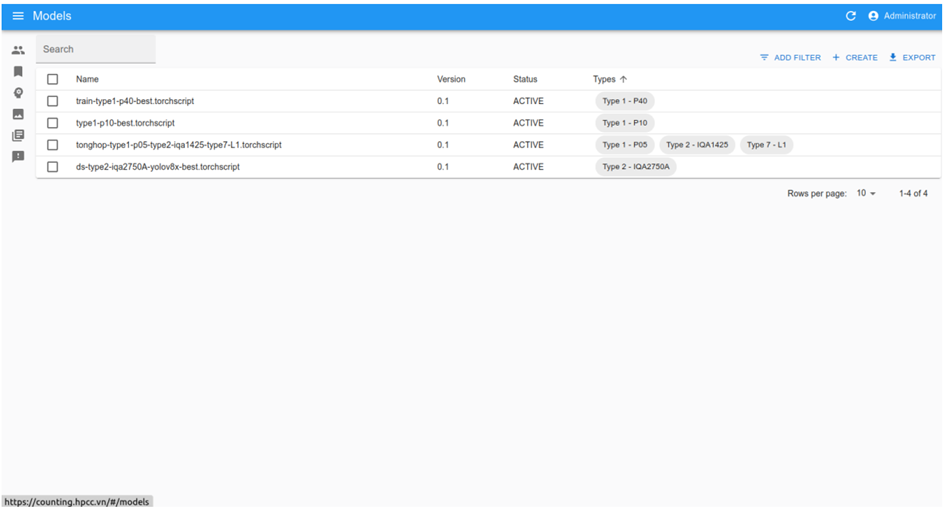 Models Administrator
Search
ADD FILTER + CREATE EXPORT
Name Version Status Types ↑
train-type1-p40-best.torchscript 0.1 ACTIVE Type 1 - P40
type1-p10-best.torchscript 0.1 ACTIVE Type 1 - P10
tonghop-type1-p05-type2-iqa1425-type7-L1.torchscript 0.1 ACTIVE Type 1 - P05 Type 2 - IQA1425 Type 7 - L1
ds-type2-iqa2750A-yolov8x-best.torchscript 0.1 ACTIVE Type 2 - IQA2750A
Rows per page: 10 1-4 of 4
https://counting.hpcc.vn/#/models